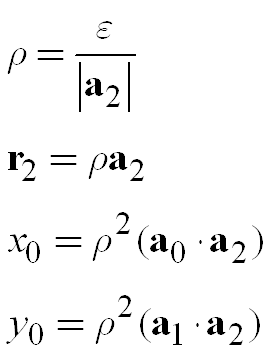 ρ = ε / |a₂|
r₂ = ρa₂
x₀ = ρ²(a₀ · a₂)
y₀ = ρ²(a₁ · a₂)